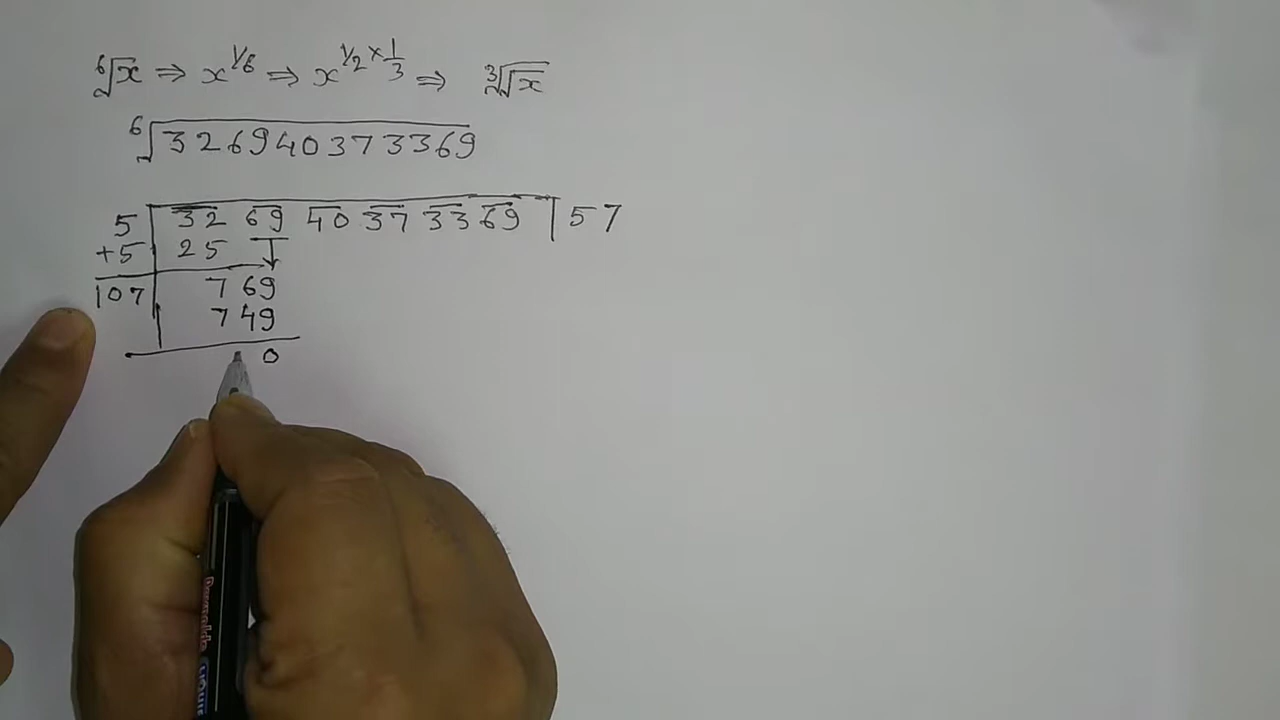 ⁶√x ⇒ x^1/6 ⇒ x^1/2 × 1/3 ⇒ ³√√x
⁶√326940373369
5 | 32 69 40 37 33 69 | 57
+5 | 25 ↓
107 | 769
749
0